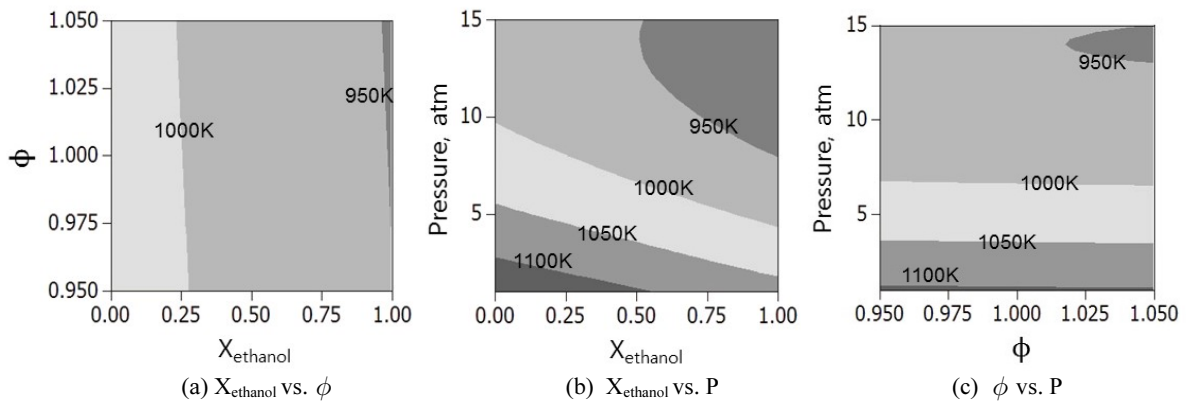 1.050
1.025
1.000
0.975
0.950
ϕ
1000K
950K
0.00 0.25 0.50 0.75 1.00
Xethanol
(a) Xethanol vs. ϕ
15
10
5
Pressure, atm
950K
1000K
1050K
1100K
0.00 0.25 0.50 0.75 1.00
Xethanol
(b) Xethanol vs. P
15
10
5
Pressure, atm
950K
1000K
1050K
1100K
0.950 0.975 1.000 1.025 1.050
ϕ
(c) ϕ vs. P